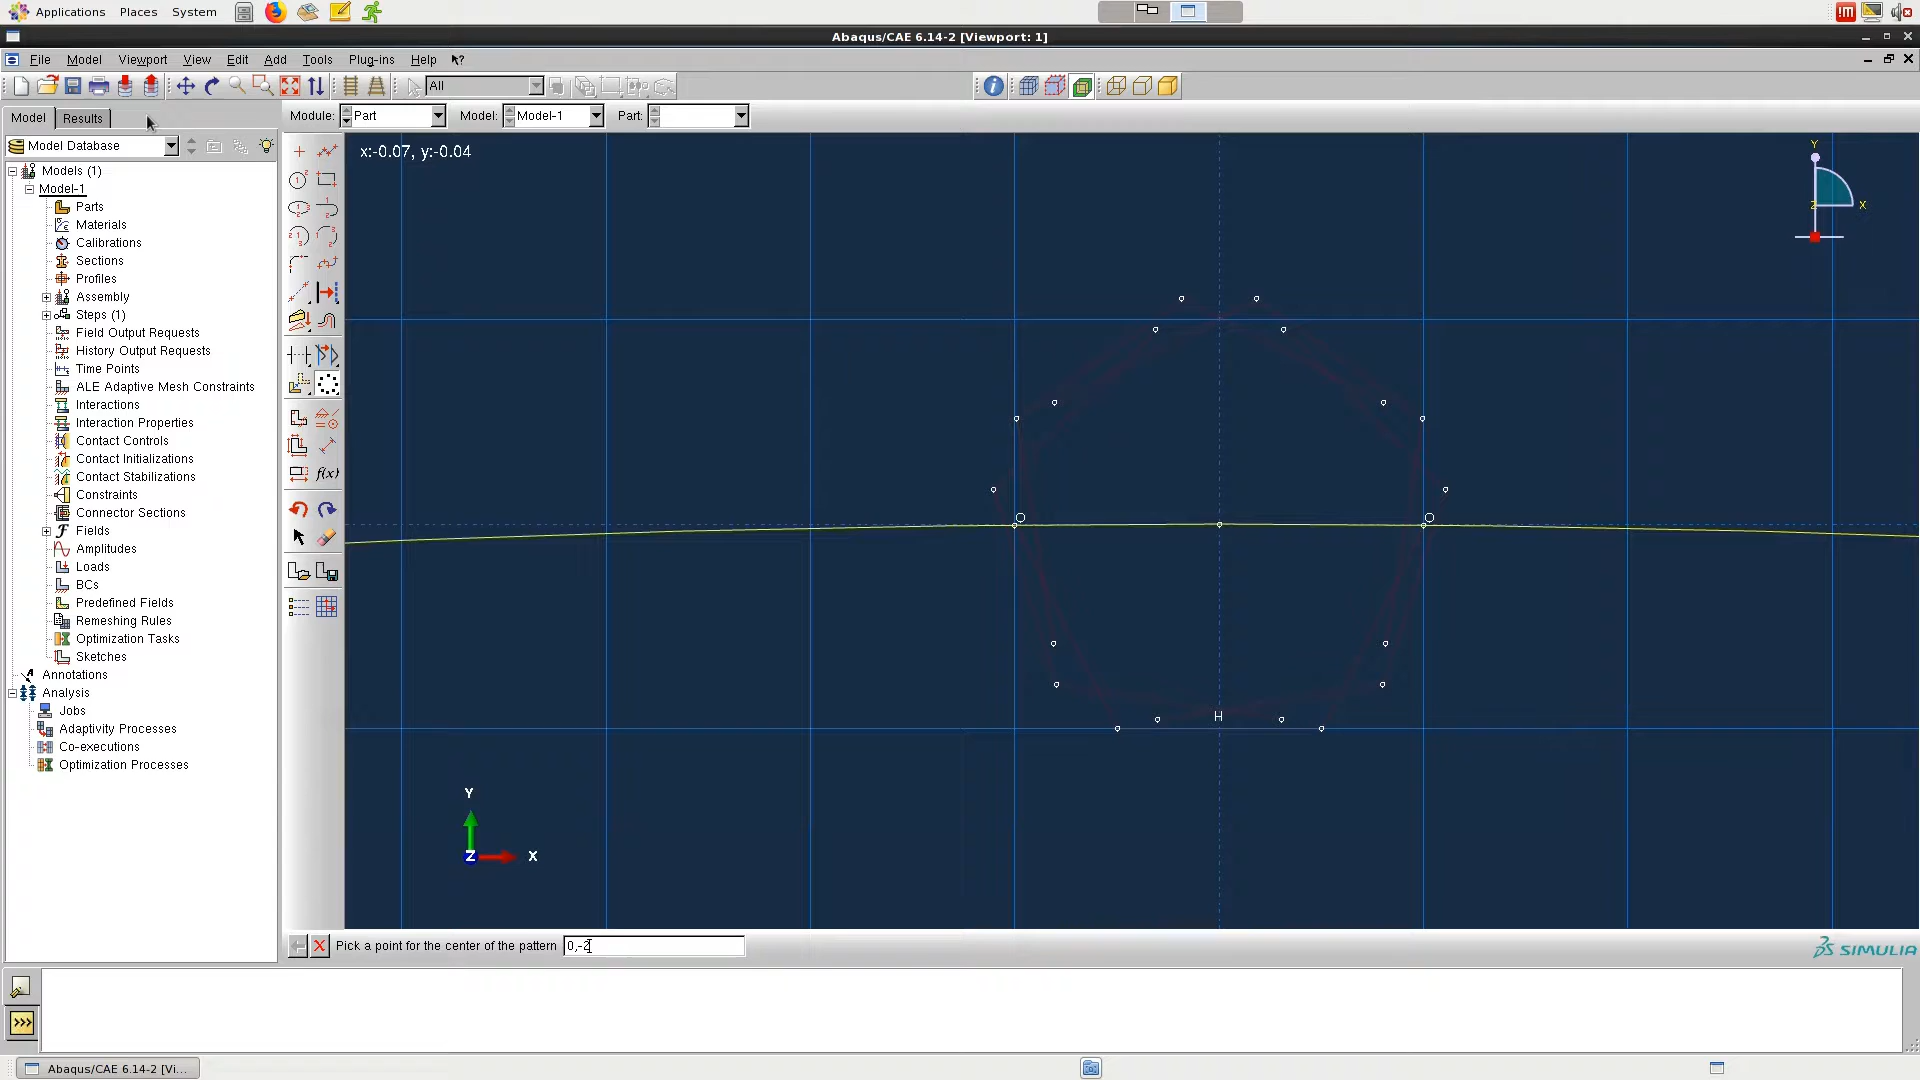 Applications Places System
Abaqus/CAE 6.14-2 [Viewport: 1]
File Model Viewport View Edit Add Tools Plug-ins Help
All
Model Results
Module: Part Model: Model-1 Part:
Model Database
x:-0.07, y:-0.04
Models (1)
Model-1
Parts
Materials
Calibrations
Sections
Profiles
Assembly
Steps (1)
Field Output Requests
History Output Requests
Time Points
ALE Adaptive Mesh Constraints
Interactions
Interaction Properties
Contact Controls
Contact Initializations
Contact Stabilizations
Constraints
Connector Sections
Fields
Amplitudes
Loads
BCs
Predefined Fields
Remeshing Rules
Optimization Tasks
Sketches
Annotations
Analysis
Jobs
Adaptivity Processes
Co-executions
Optimization Processes
f(x)
Y
X
Z
H
Y
Z X
Pick a point for the center of the pattern 0,-2
SIMULIA
>>>
Abaqus/CAE 6.14-2 [Vi...